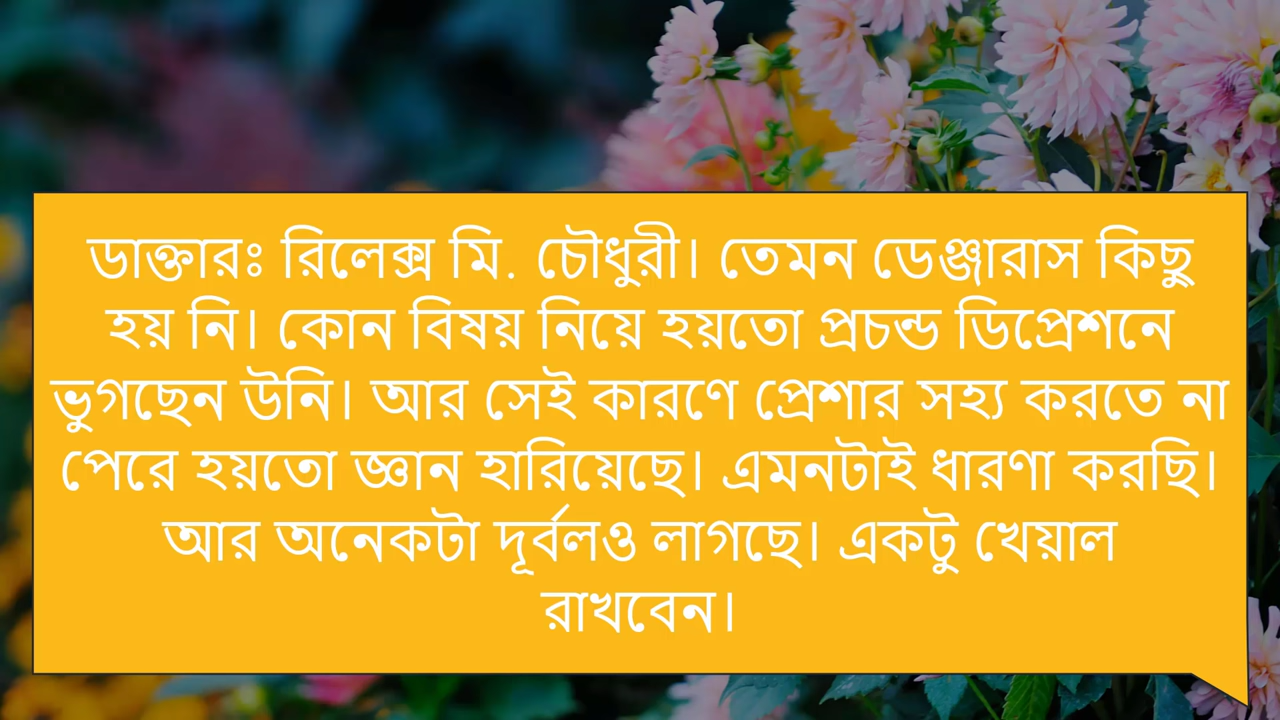 ডাক্তারঃ রিলেক্স মি. চৌধুরী। তেমন ডেঞ্জারাস কিছু
হয় নি। কোন বিষয় নিয়ে হয়তো প্রচন্ড ডিপ্রেশনে
ভুগছেন উনি। আর সেই কারণে প্রেশার সহ্য করতে না
পেরে হয়তো জ্ঞান হারিয়েছে। এমনটাই ধারণা করছি।
আর অনেকটা দূর্বলও লাগছে। একটু খেয়াল
রাখবেন।